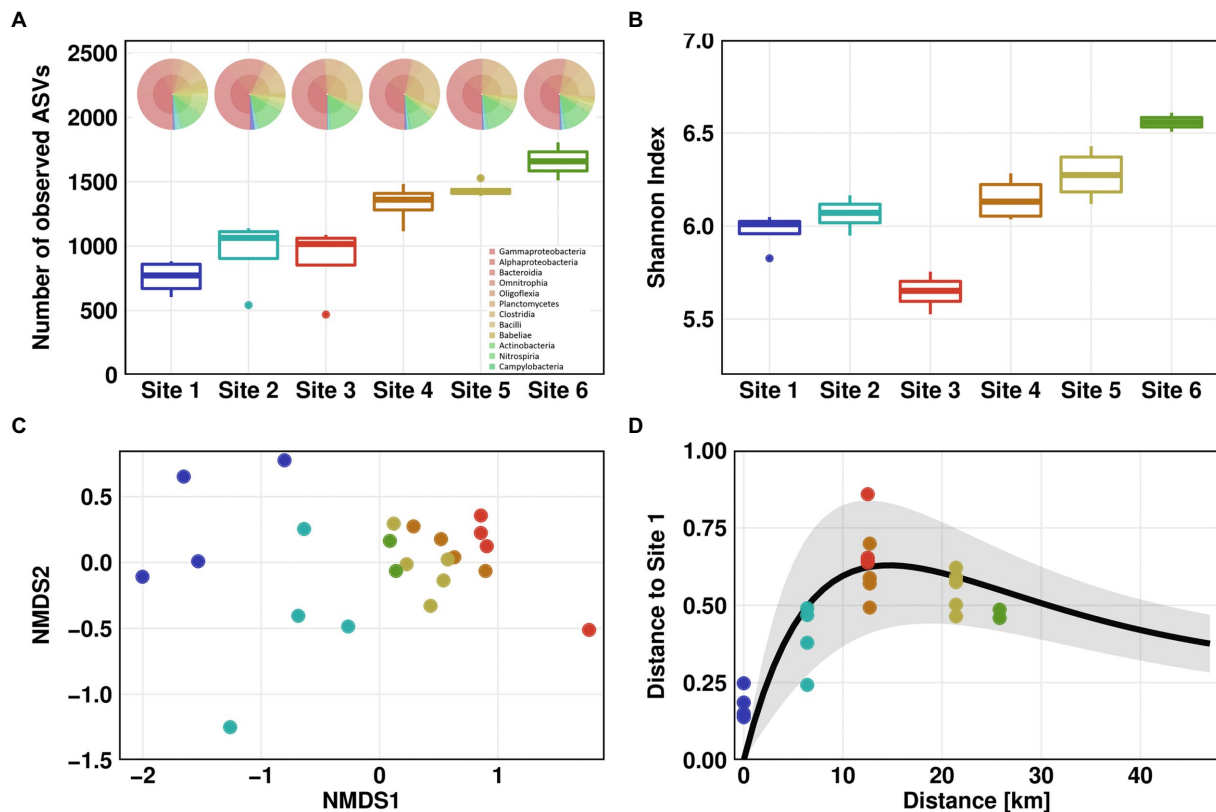 A
Number of observed ASVs
2500
2000
1500
1000
500
0
Gammaproteobacteria
Alphaproteobacteria
Bacteroidia
Omnitrophia
Oligoflexia
Planctomycetes
Clostridia
Bacilli
Babeliae
Actinobacteria
Nitrospiria
Campylobacteria
Site 1 Site 2 Site 3 Site 4 Site 5 Site 6
B
Shannon Index
7.0
6.5
6.0
5.5
Site 1 Site 2 Site 3 Site 4 Site 5 Site 6
C
NMDS2
0.5
0.0
−0.5
−1.0
−1.5
−2 −1 0 1
NMDS1
D
Distance to Site 1
1.00
0.75
0.50
0.25
0.00
0 10 20 30 40
Distance [km]